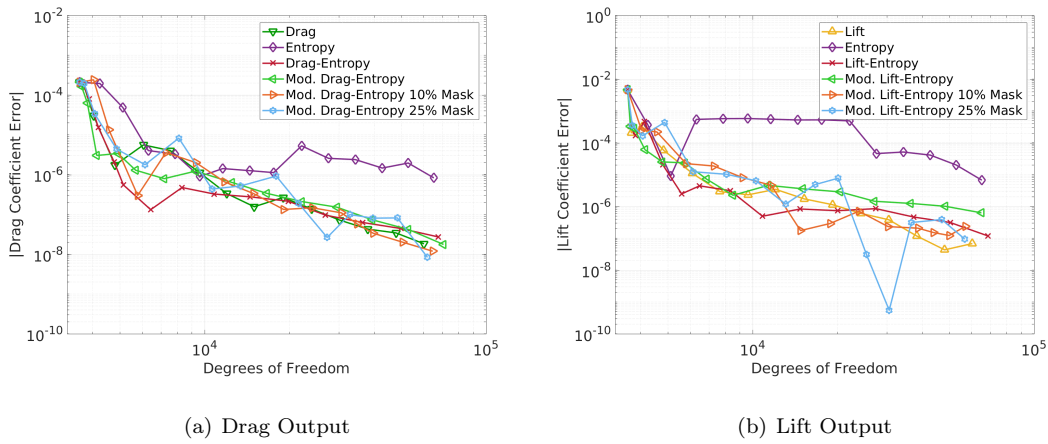 10^-2
10^-4
10^-6
10^-8
10^-10
|Drag Coefficient Error|
Drag
Entropy
Drag-Entropy
Mod. Drag-Entropy
Mod. Drag-Entropy 10% Mask
Mod. Drag-Entropy 25% Mask
10^4
10^5
Degrees of Freedom
(a) Drag Output
10^0
10^-2
10^-4
10^-6
10^-8
10^-10
|Lift Coefficient Error|
Lift
Entropy
Lift-Entropy
Mod. Lift-Entropy
Mod. Lift-Entropy 10% Mask
Mod. Lift-Entropy 25% Mask
10^4
10^5
Degrees of Freedom
(b) Lift Output